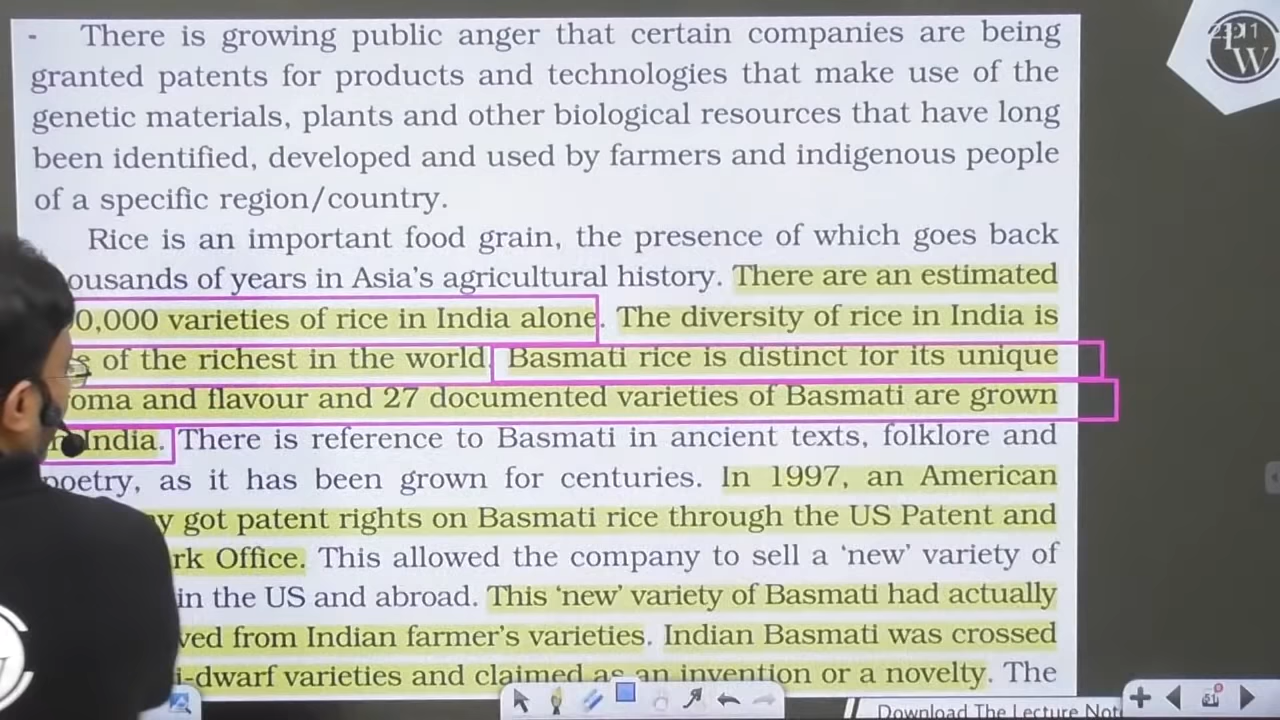 - There is growing public anger that certain companies are being
granted patents for products and technologies that make use of the
genetic materials, plants and other biological resources that have long
been identified, developed and used by farmers and indigenous people
of a specific region/country.
Rice is an important food grain, the presence of which goes back
ousands of years in Asia's agricultural history. There are an estimated
0,000 varieties of rice in India alone. The diversity of rice in India is
of the richest in the world. Basmati rice is distinct for its unique
oma and flavour and 27 documented varieties of Basmati are grown
India. There is reference to Basmati in ancient texts, folklore and
poetry, as it has been grown for centuries. In 1997, an American
y got patent rights on Basmati rice through the US Patent and
rk Office. This allowed the company to sell a 'new' variety of
in the US and abroad. This 'new' variety of Basmati had actually
ved from Indian farmer's varieties. Indian Basmati was crossed
i-dwarf varieties and claimed as an invention or a novelty. The
Download The Lecture Not
51
W